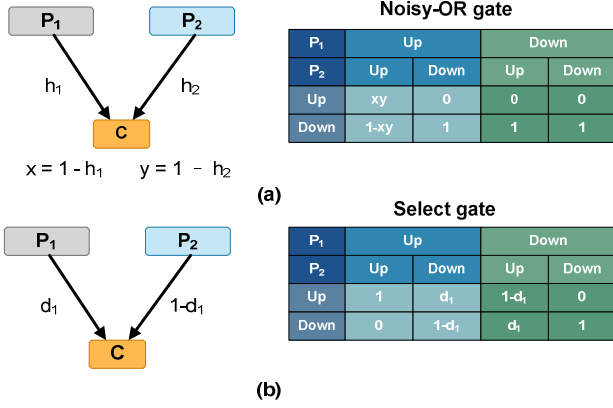 P1
P2
h1
h2
C
x = 1 - h1
y = 1 - h2
Noisy-OR gate
P1 Up Down
P2 Up Down Up Down
Up xy 0 0 0
Down 1-xy 1 1 1
(a)
P1
P2
d1
1-d1
C
Select gate
P1 Up Down
P2 Up Down Up Down
Up 1 d1 1-d1 0
Down 0 1-d1 d1 1
(b)